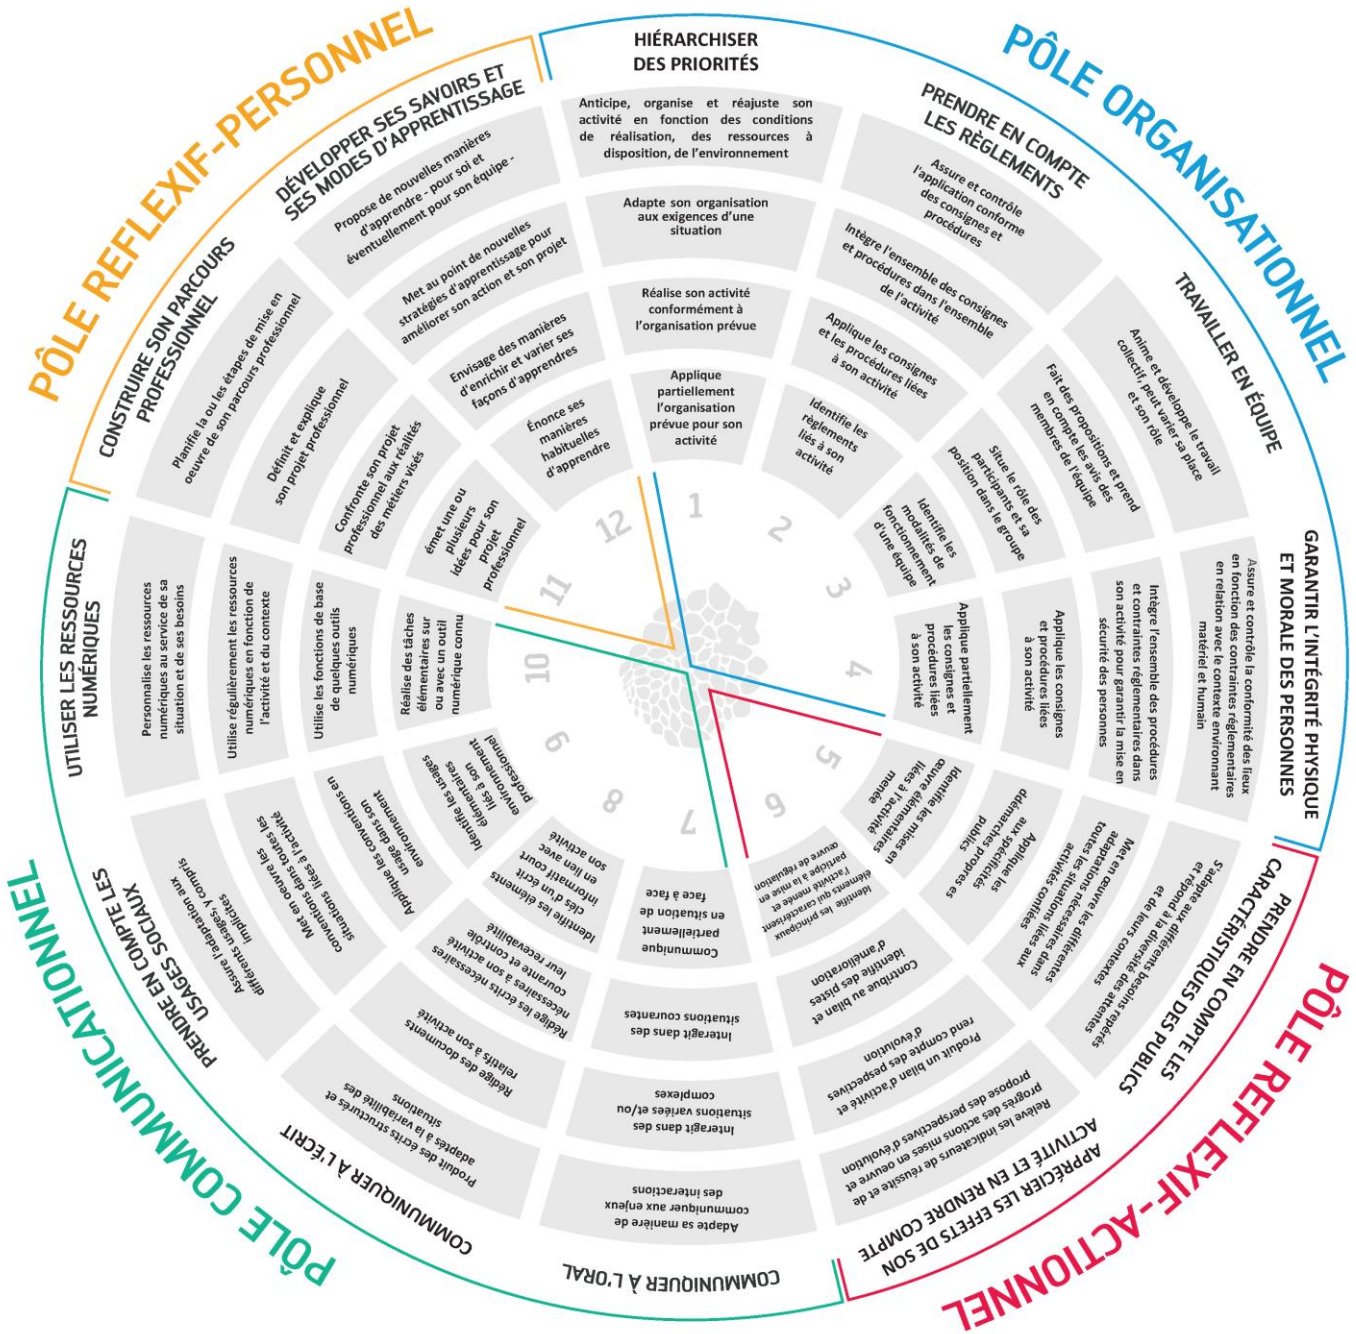 PÔLE ORGANISATIONNEL
HIÉRARCHISER
DES PRIORITÉS
Anticipe, organise et réajuste son
activité en fonction des conditions
de réalisation, des ressources à
disposition, de l'environnement
Adapte son organisation
aux exigences d'une
situation
Réalise son activité
conformément à
l'organisation prévue
Applique
partiellement
l'organisation
prévue pour son
activité
1
PRENDRE EN COMPTE
LES RÈGLEMENTS
Assure et contrôle
l'application conforme
des consignes et
procédures
Intègre l'ensemble des consignes
et procédures dans l'ensemble
de l'activité
Applique les consignes
et les procédures liées
à son activité
Identifie les
règlements
liés à son
activité
2
TRAVAILLER EN ÉQUIPE
Anime et développe le travail
collectif, peut varier sa place
et son rôle
Fait des propositions et prend
en compte les avis des
membres de l'équipe
Situe le rôle des
participants et sa
position dans le groupe
Identifie les
modalités de
fonctionnement
d'une équipe
3
GARANTIR L'INTÉGRITÉ PHYSIQUE
ET MORALE DES PERSONNES
Assure et contrôle la conformité des lieux
en fonction des contraintes réglementaires
en relation avec le contexte environnant
matériel et humain
Intègre l'ensemble des procédures
et contraintes réglementaires dans
son activité pour garantir la mise en
sécurité des personnes
Applique les consignes
et procédures liées
à son activité
Applique partiellement
les consignes et
procédures liées
à son activité
4
PÔLE REFLEXIF-ACTIONNEL
PRENDRE EN COMPTE LES
CARACTÉRISTIQUES DES PUBLICS
S'adapte aux différents besoins repérés
et répond à la diversité des attentes
et de leurs contextes
Met en œuvre les différentes
adaptations nécessaires dans
toutes les situations liées aux
activités confiées
Applique les
aux spécificités
ddémarches propres es
publics
Identifie les mises en
œuvre élémentaires
liées à l'activité
menée
5
APPRÉCIER LES EFFETS DE SON
ACTIVITÉ ET EN RENDRE COMPTE
Relève les indicateurs de réussite et de
progrès des actions mises en oeuvre et
propose des perspectives d'évolution
Produit un bilan d'activité et
rend compte des perspectives
d'évolution
Contribue au bilan et
identifie des pistes
d'amélioration
Identifie les principaux
éléments qui caractérisent
l'activité menée et
participe à la mise en
œuvre de régulation
6
PÔLE COMMUNICATIONNEL
COMMUNIQUER À L'ORAL
Adapte sa manière de
communiquer aux enjeux
des interactions
Interagit dans des
situations variées et/ou
complexes
Interagit dans des
situations courantes
Communique
partiellement
en situation de
face à face
7
COMMUNIQUER À L'ÉCRIT
Produit des écrits structurés et
adaptés à la variabilité des
situations
Rédige des documents
relatifs à son activité
Rédige les écrits nécessaires
nécessaires à son activité
courante et contrôle
leur recevabilité
Identifie les éléments
clés d'un écrit
informatif court
en lien avec
son activité
8
PRENDRE EN COMPTE LES
USAGES SOCIAUX
Assure l'adaptation aux
différents usages, y compris
implicites
Met en oeuvre les
conventions dans toutes les
situations liées à l'activité
Applique les conventions en
usage dans son
environnement
Identifie les usages
élémentaires
liés à son
environnement
professionnel
9
UTILISER LES RESSOURCES
NUMÉRIQUES
Personnalise les ressources
numériques au service de sa
situation et de ses besoins
Utilise régulièrement les ressources
numériques en fonction de
l'activité et du contexte
Utilise les fonctions de base
de quelques outils
numériques
Réalise des tâches
élémentaires sur
ou avec un outil
numérique connu
10
PÔLE REFLEXIF-PERSONNEL
CONSTRUIRE SON PARCOURS
PROFESSIONNEL
Planifie la ou les étapes de mise en
oeuvre de son parcours professionnel
Définit et explique
son projet professionnel
Confronte son projet
professionnel aux réalités
des métiers visés
émet une ou
plusieurs
idées pour son
projet
professionnel
11
DÉVELOPPER SES SAVOIRS ET
SES MODES D'APPRENTISSAGE
Propose de nouvelles manières
d'apprendre - pour soi et
éventuellement pour son équipe -
Met au point de nouvelles
stratégies d'apprentissage pour
améliorer son action et son projet
Envisage des manières
d'enrichir et varier ses
façons d'apprendres
Énonce ses
manières
habituelles
d'apprendre
12